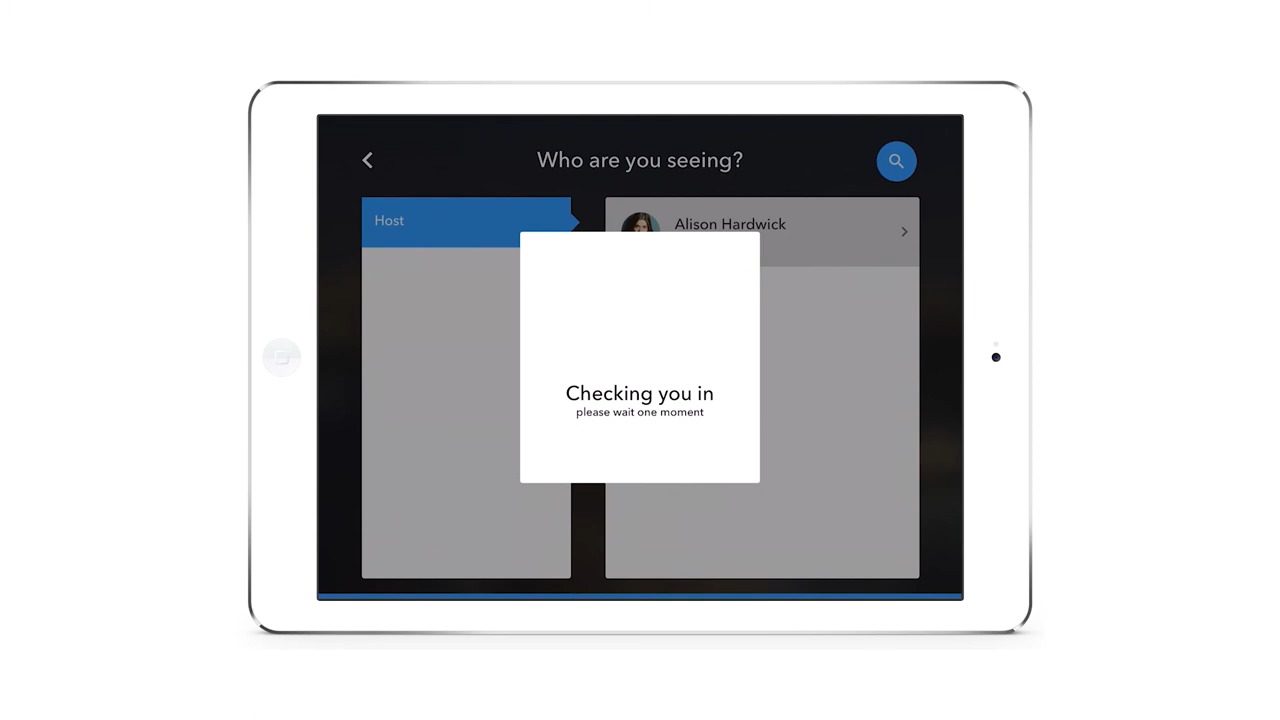 Who are you seeing?
Host
Alison Hardwick
Checking you in
please wait one moment